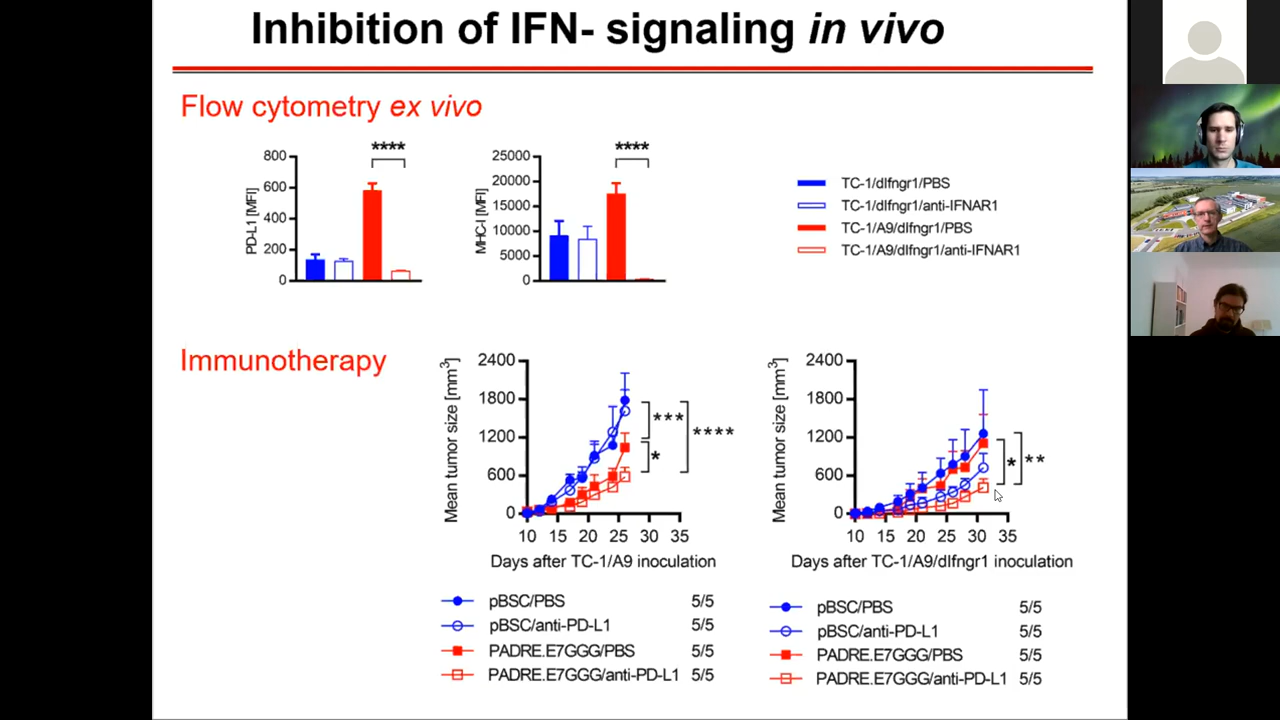 Inhibition of IFN- signaling in vivo
Flow cytometry ex vivo
PD-L1 [MFI]
800
600
400
200
0
****
MHC-I [MFI]
25000
20000
15000
10000
5000
0
****
TC-1/dIfngr1/PBS
TC-1/dIfngr1/anti-IFNAR1
TC-1/A9/dIfngr1/PBS
TC-1/A9/dIfngr1/anti-IFNAR1
Immunotherapy
Mean tumor size [mm³]
2400
1800
1200
600
0
10 15 20 25 30 35
*** 
****
*
Days after TC-1/A9 inoculation
pBSC/PBS 5/5
pBSC/anti-PD-L1 5/5
PADRE.E7GGG/PBS 5/5
PADRE.E7GGG/anti-PD-L1 5/5
Mean tumor size [mm³]
2400
1800
1200
600
0
10 15 20 25 30 35
* **
Days after TC-1/A9/dIfngr1 inoculation
pBSC/PBS 5/5
pBSC/anti-PD-L1 5/5
PADRE.E7GGG/PBS 5/5
PADRE.E7GGG/anti-PD-L1 5/5